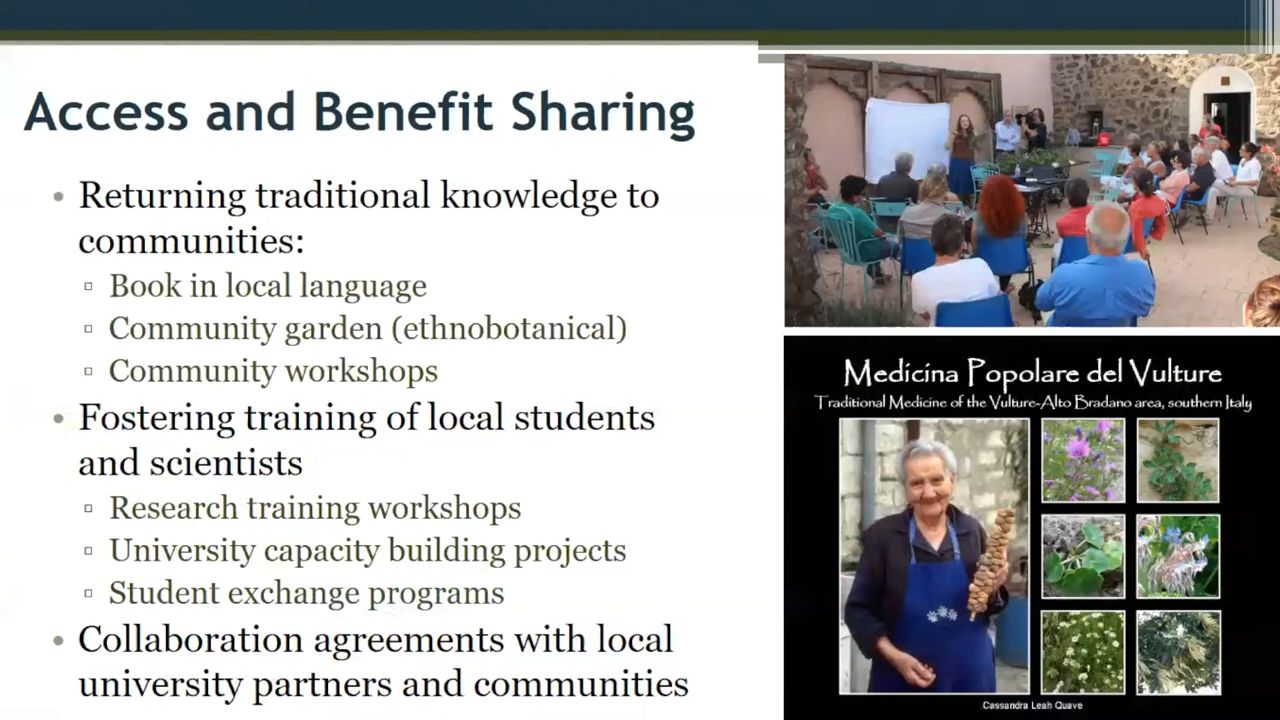 Access and Benefit Sharing
• Returning traditional knowledge to
communities:
▫ Book in local language
▫ Community garden (ethnobotanical)
▫ Community workshops
• Fostering training of local students
and scientists
▫ Research training workshops
▫ University capacity building projects
▫ Student exchange programs
• Collaboration agreements with local
university partners and communities
Medicina Popolare del Vulture
Traditional Medicine of the Vulture-Alto Bradano area, southern Italy
Cassandra Leah Quave